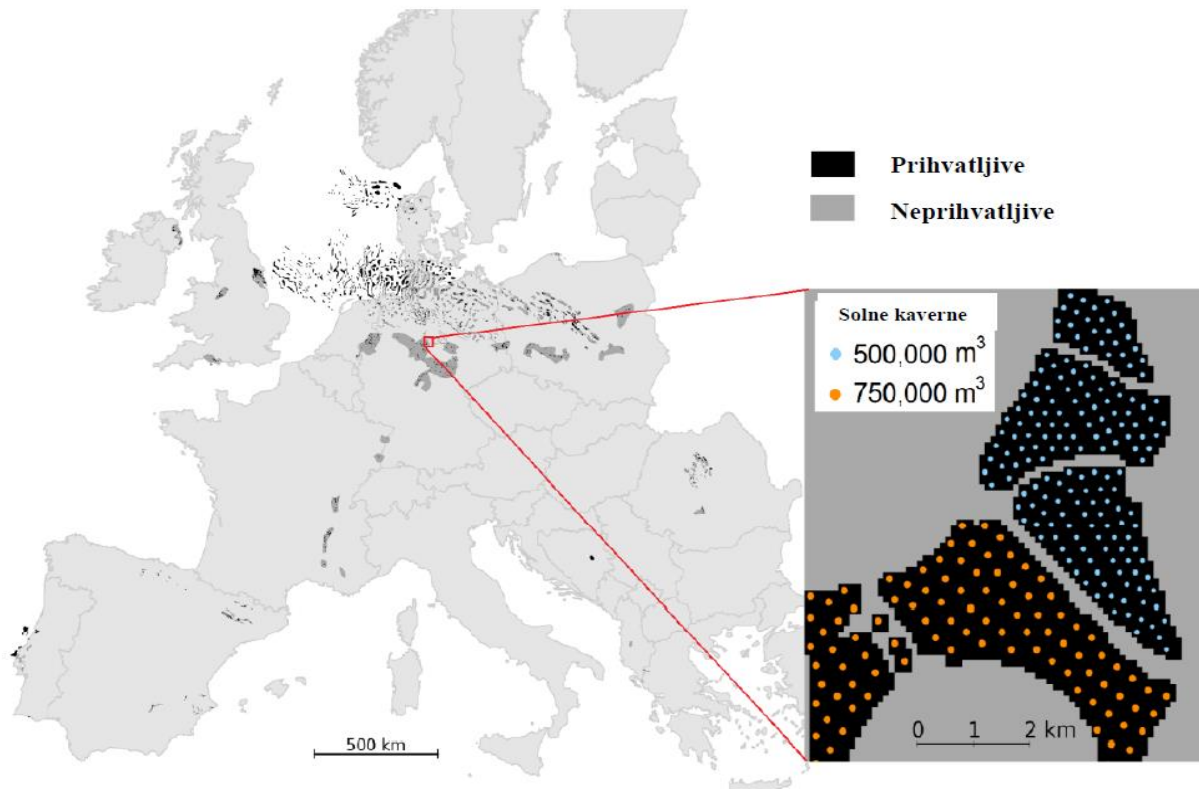 Prihvatljive
Neprihvatljive
Solne kaverne
500,000 m³
750,000 m³
0 1 2 km
500 km